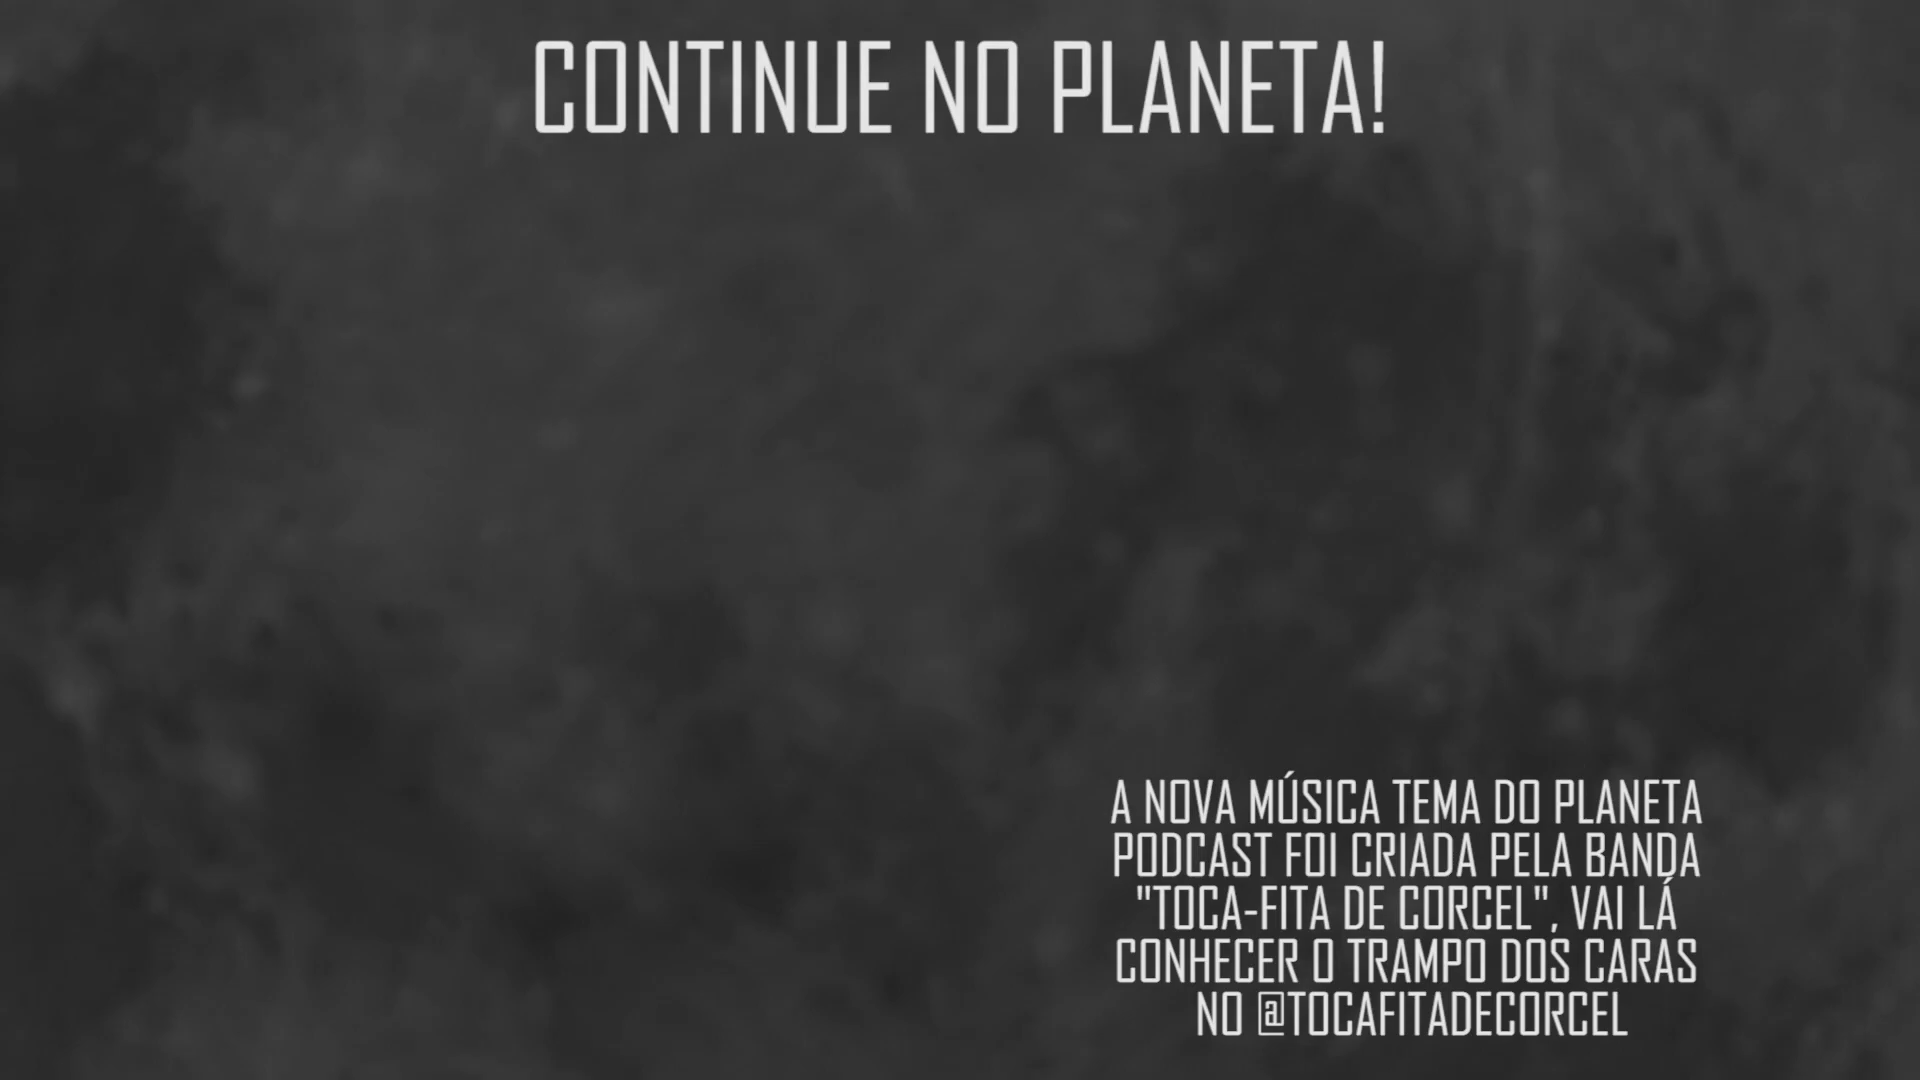 CONTINUE NO PLANETA!
A NOVA MÚSICA TEMA DO PLANETA
PODCAST FOI CRIADA PELA BANDA
"TOCA-FITA DE CORCEL", VAI LÁ
CONHECER O TRAMPO DOS CARAS
NO @TOCAFITADECORCEL